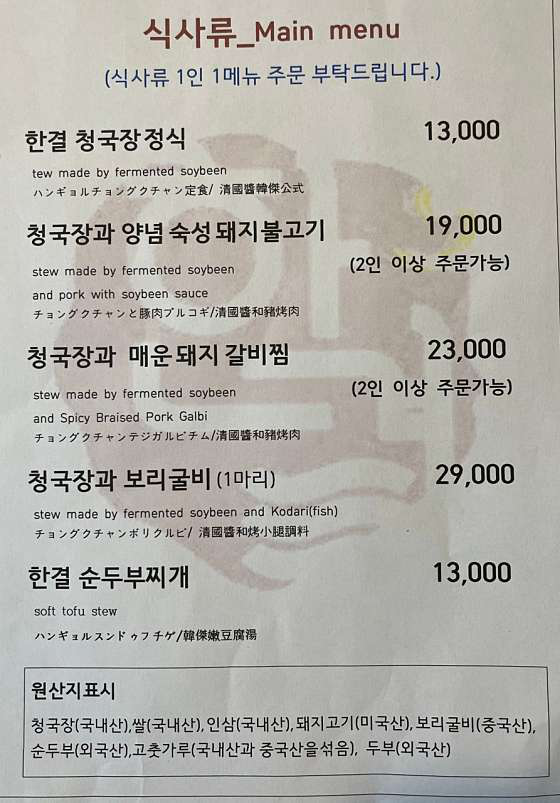 식사류_Main menu
(식사류 1인 1메뉴 주문 부탁드립니다.)
한결 청국장정식 13,000
tew made by fermented soybeen
ハンギョルチョングクチャン定食/ 清國醬韓傑公式
청국장과 양념 숙성 돼지불고기 19,000
stew made by fermented soybeen (2인 이상 주문가능)
and pork with soybeen sauce
チョングクチャンと豚肉プルコギ/清國醬和豬烤肉
청국장과 매운 돼지 갈비찜 23,000
stew made by fermented soybeen (2인 이상 주문가능)
and Spicy Braised Pork Galbi
チョングクチャンテジガルビチム/清國醬和豬烤肉
청국장과 보리굴비 (1마리) 29,000
stew made by fermented soybeen and Kodari(fish)
チョングクチャンボリクルビ/ 清國醬和烤小腿調料
한결 순두부찌개 13,000
soft tofu stew
ハンギョルスンドゥフチゲ/韓傑嫩豆腐湯
원산지표시
청국장(국내산),쌀(국내산),인삼(국내산),돼지고기(미국산),보리굴비(중국산),
순두부(외국산),고춧가루(국내산과 중국산을섞음), 두부(외국산)